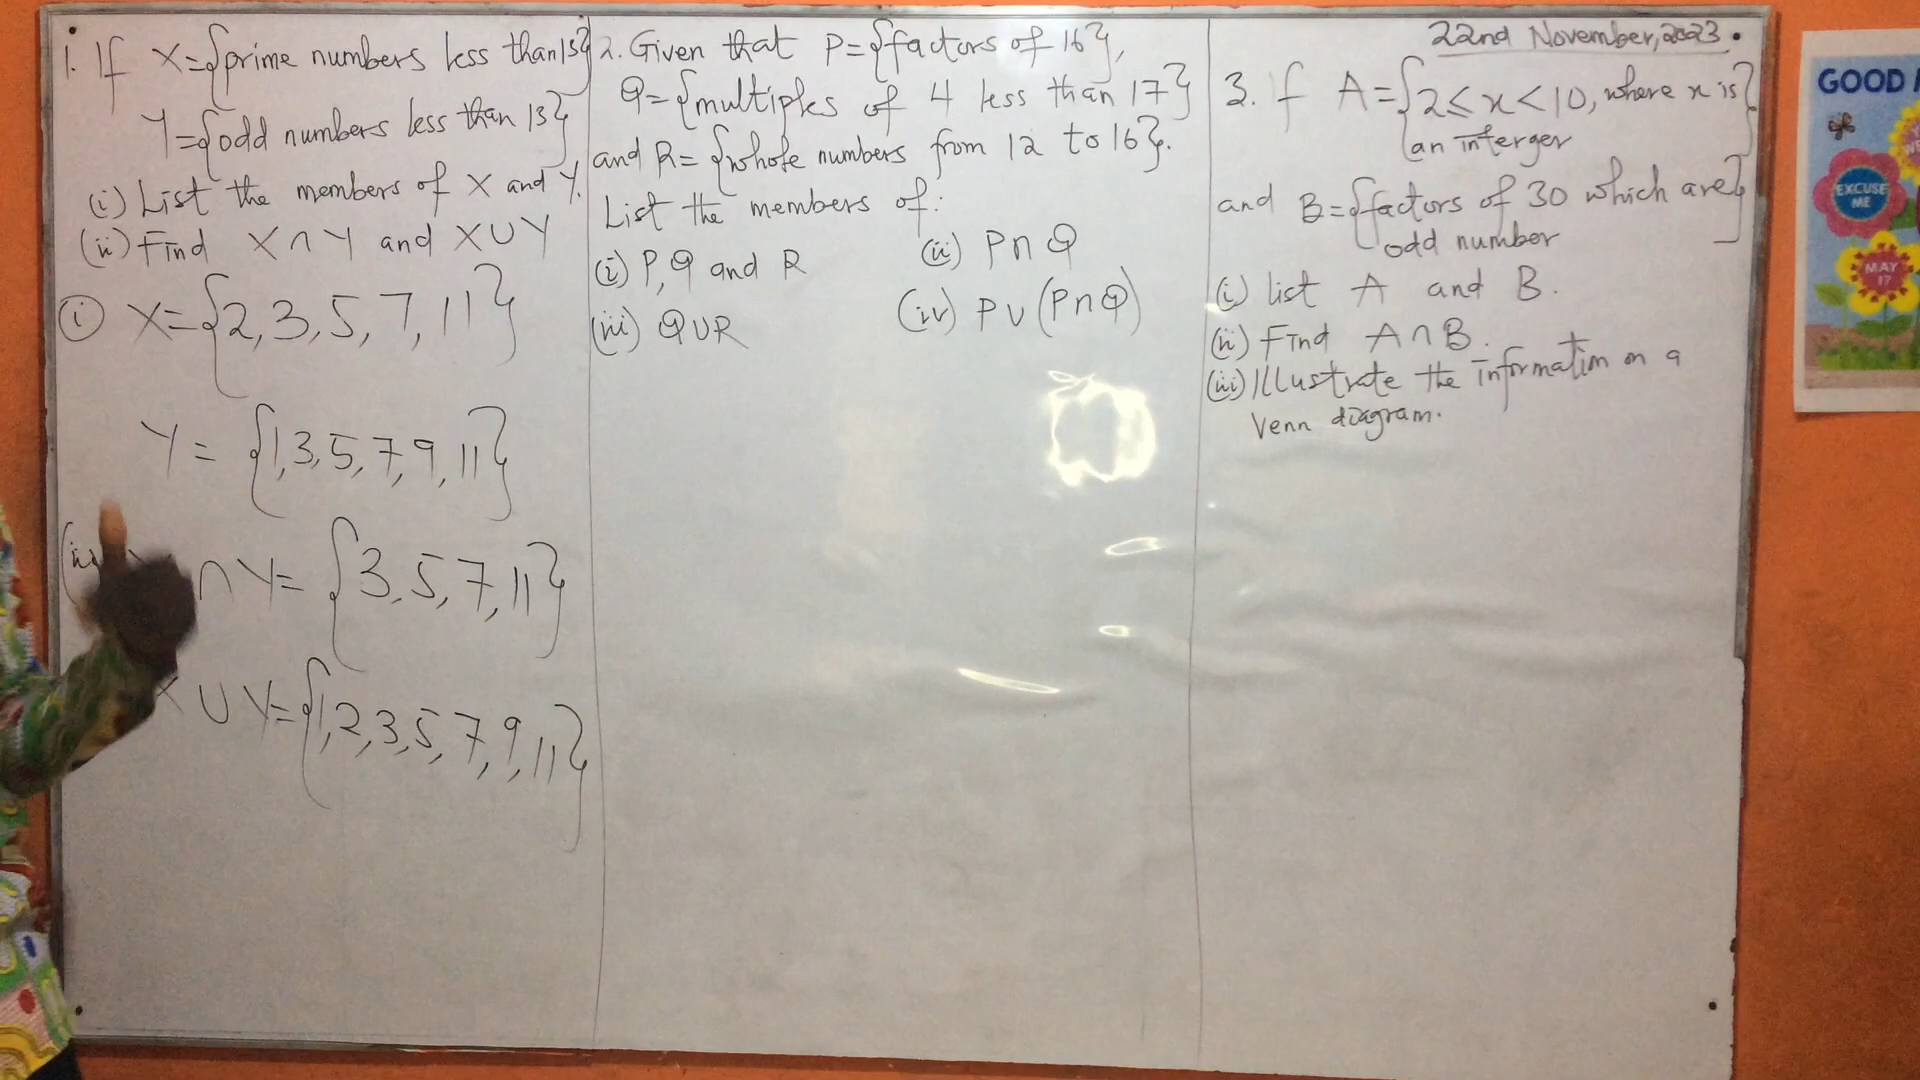 1. If X={prime numbers less than 13}
Y={odd numbers less than 13}
(i) List the members of X and Y.
(ii) Find X∩Y and X∪Y
(i) X={2,3,5,7,11}
Y={1,3,5,7,9,11}
(ii) ∩Y={3,5,7,11}
X∪Y={1,2,3,5,7,9,11}
2. Given that P={factors of 16},
Q={multiples of 4 less than 17}
and R={whole numbers from 12 to 16}.
List the members of:
(i) P,Q and R (ii) P∩Q
(iii) Q∪R (iv) P∪(P∩Q)
22nd November, 2023.
3. If A={2≤x<10, where x is
an interger}
and B={factors of 30 which are
odd number}
(i) list A and B.
(ii) Find A∩B.
(iii) Illustrate the information on a
Venn diagram.
GOOD
EXCUSE
ME
MAY
I?